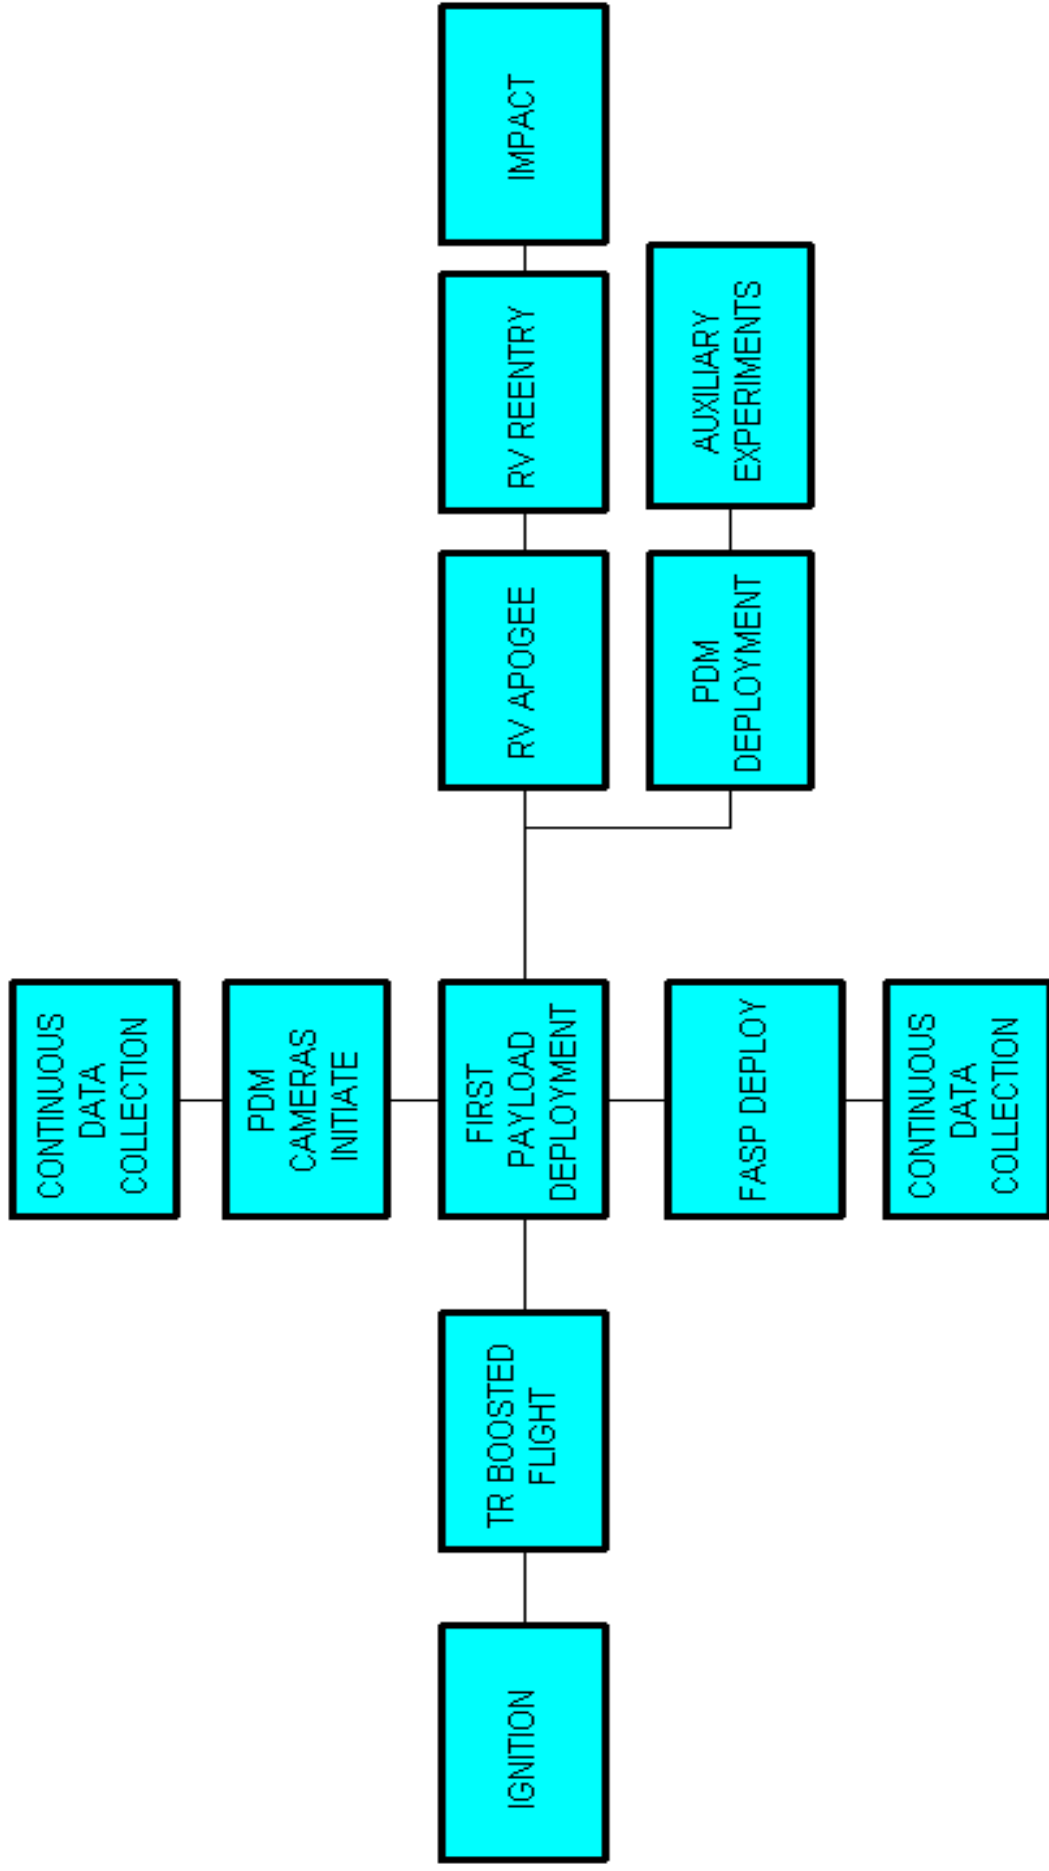 CONTINUOUS
DATA
COLLECTION
PDM
CAMERAS
INITIATE
IGNITION
TR BOOSTED
FLIGHT
FIRST
PAYLOAD
DEPLOYMENT
RV APOGEE
RV REENTRY
IMPACT
FASP DEPLOY
PDM
DEPLOYMENT
AUXILIARY
EXPERIMENTS
CONTINUOUS
DATA
COLLECTION